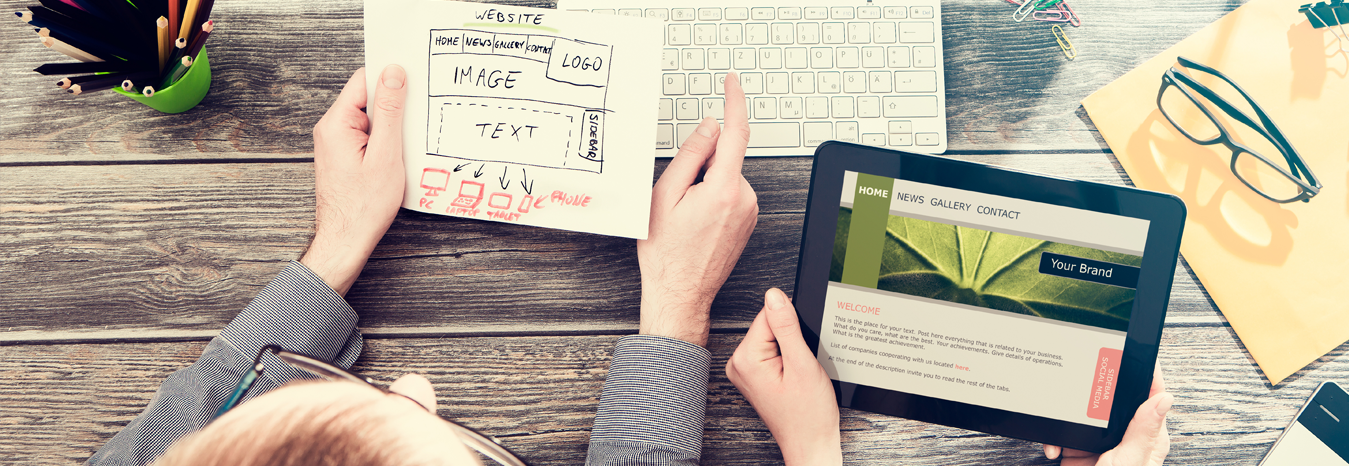 WEBSITE
HOME NEWS GALLERY CONTACT
LOGO
IMAGE
TEXT
SIDEBAR
PC LAPTOP TABLET PHONE
HOME NEWS GALLERY CONTACT
Your Brand
WELCOME
This is the place for your text. Post here everything that is related to your business.
What do you care, what are the best. Your achievements. Give details of operations.
What is the greatest achievement.
List of companies cooperating with us located here.
At the end of the description invite you to read the rest of the tabs.
SIDEBAR
SOCIAL MEDIA